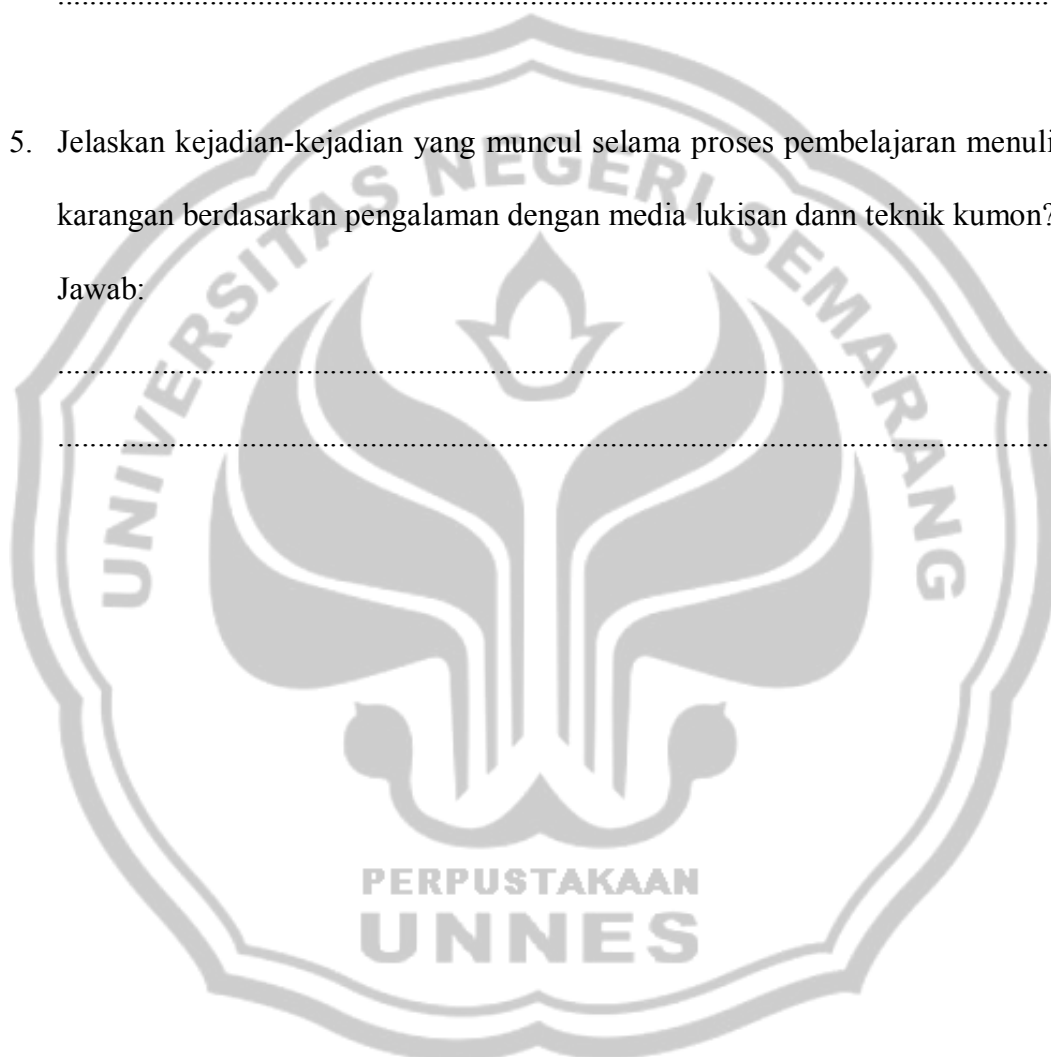 5. Jelaskan kejadian-kejadian yang muncul selama proses pembelajaran menuli
karangan berdasarkan pengalaman dengan media lukisan dann teknik kumon?
Jawab:
UNIVERSITAS NEGERI SEMARANG
PERPUSTAKAAN
UNNES